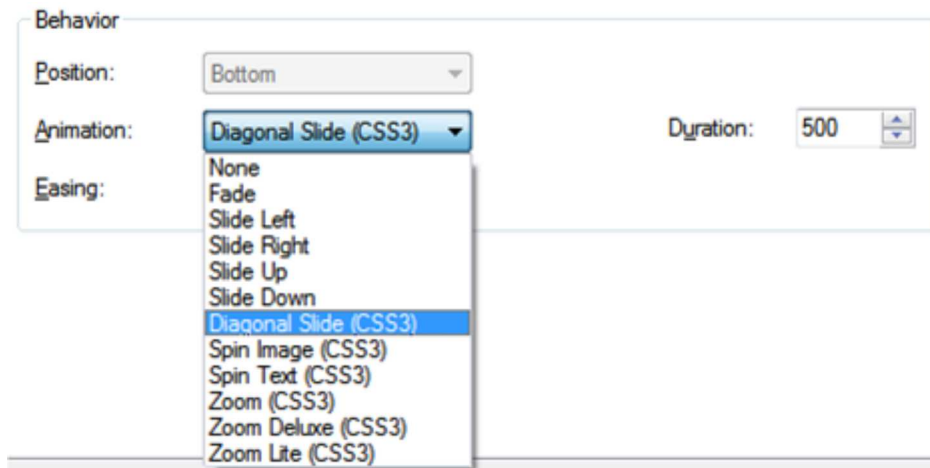 Behavior
Position: Bottom
Animation: Diagonal Slide (CSS3) Duration: 500
None
Fade
Easing:
Slide Left
Slide Right
Slide Up
Slide Down
Diagonal Slide (CSS3)
Spin Image (CSS3)
Spin Text (CSS3)
Zoom (CSS3)
Zoom Deluxe (CSS3)
Zoom Lite (CSS3)